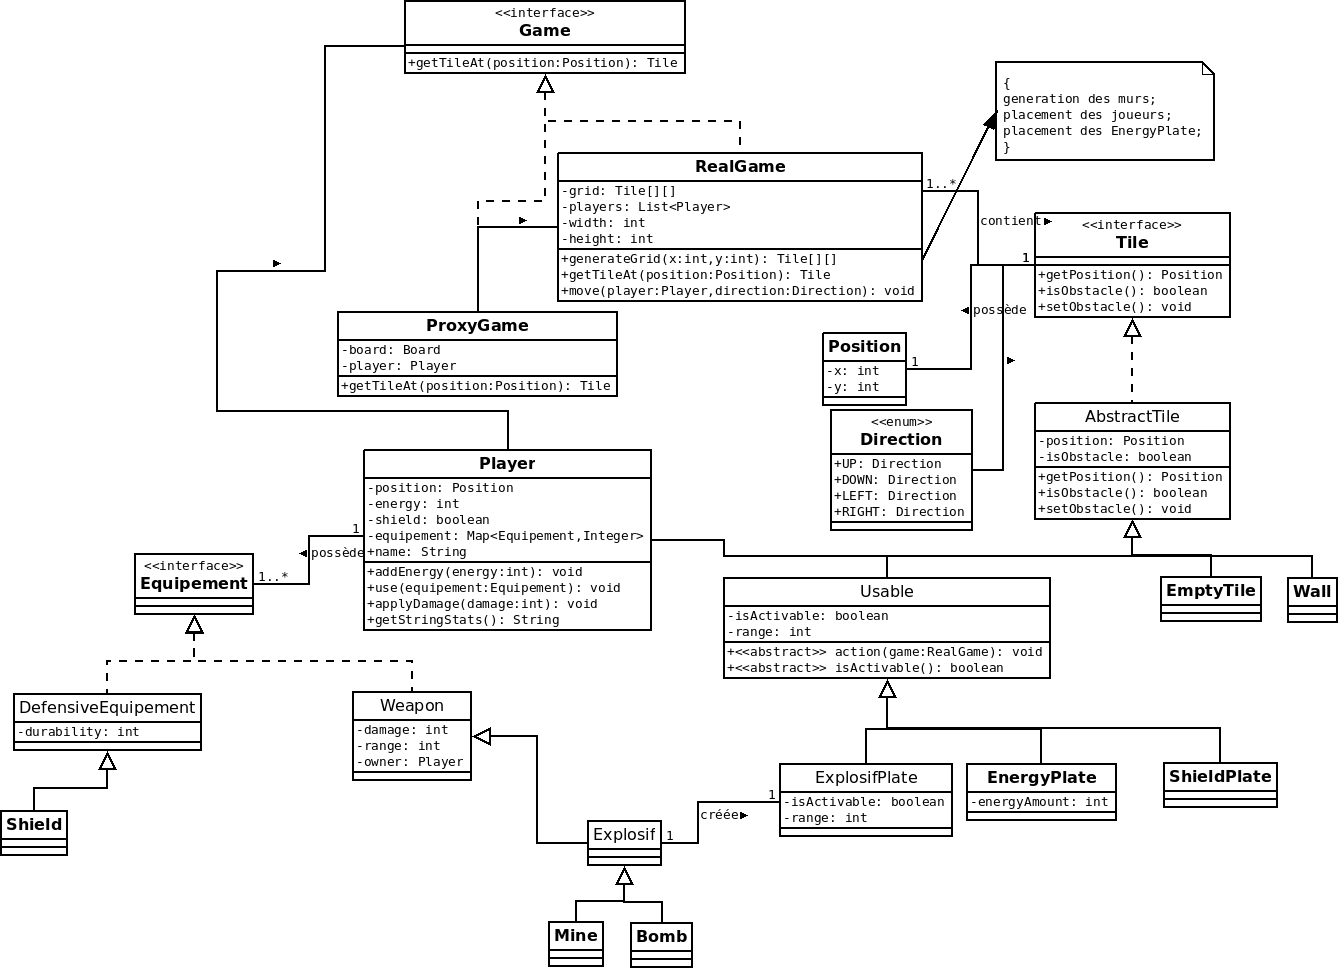 <<interface>>
Game
+getTileAt(position:Position): Tile
{
generation des murs;
placement des joueurs;
placement des EnergyPlate;
}
RealGame
-grid: Tile[][]
-players: List<Player>
-width: int
-height: int
+generateGrid(x:int,y:int): Tile[][]
+getTileAt(position:Position): Tile
+move(player:Player,direction:Direction): void
1..*
contient
1
<<interface>>
Tile
+getPosition(): Position
+isObstacle(): boolean
+setObstacle(): void
possède
1
ProxyGame
-board: Board
-player: Player
+getTileAt(position:Position): Tile
Position
-x: int
-y: int
<<enum>>
Direction
+UP: Direction
+DOWN: Direction
+LEFT: Direction
+RIGHT: Direction
AbstractTile
-position: Position
-isObstacle: boolean
+getPosition(): Position
+isObstacle(): boolean
+setObstacle(): void
Player
-position: Position
-energy: int
-shield: boolean
-equipement: Map<Equipement,Integer>
+name: String
+addEnergy(energy:int): void
+use(equipement:Equipement): void
+applyDamage(damage:int): void
+getStringStats(): String
1
possède
1..*
<<interface>>
Equipement
Usable
-isActivable: boolean
-range: int
+<<abstract>> action(game:RealGame): void
+<<abstract>> isActivable(): boolean
EmptyTile
Wall
DefensiveEquipement
-durability: int
Weapon
-damage: int
-range: int
-owner: Player
ExplosifPlate
-isActivable: boolean
-range: int
EnergyPlate
-energyAmount: int
ShieldPlate
1
créée
1
Shield
Explosif
Mine
Bomb